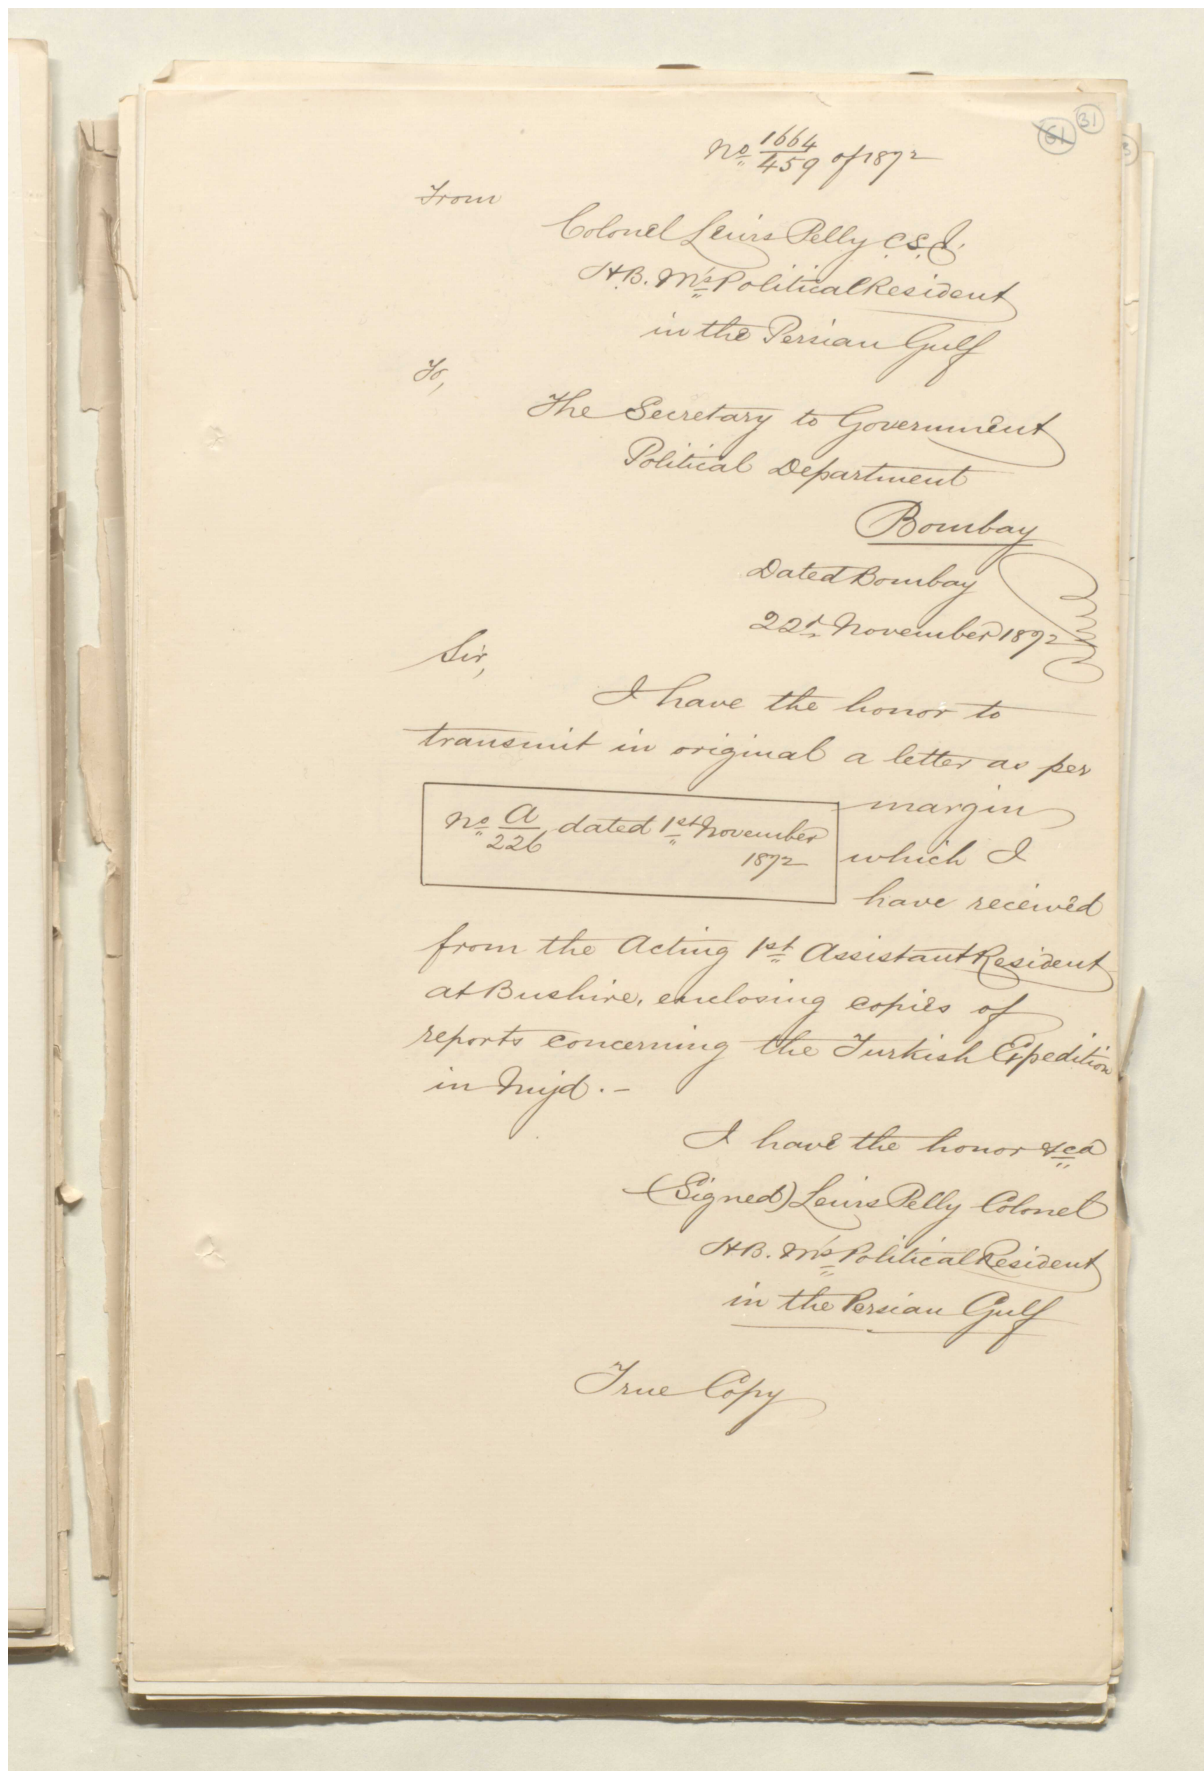 61 31
No 1664/459 of 1872
From
Colonel Lewis Pelly C.S.I.
H.B. M's Political Resident
in the Persian Gulf
To,
The Secretary to Government
Political Department
Bombay
Dated Bombay
22d November 1872
Sir,
I have the honor to
transmit in original a letter as per
margin
No A/226 dated 1st November
1872
which I
have received
from the Acting 1st Assistant Resident
at Bushire, enclosing copies of
reports concerning the Turkish Expedition
in Nujd. -
I have the honor &ca
(Signed) Lewis Pelly Colonel
H.B. M's Political Resident
in the Persian Gulf
True Copy